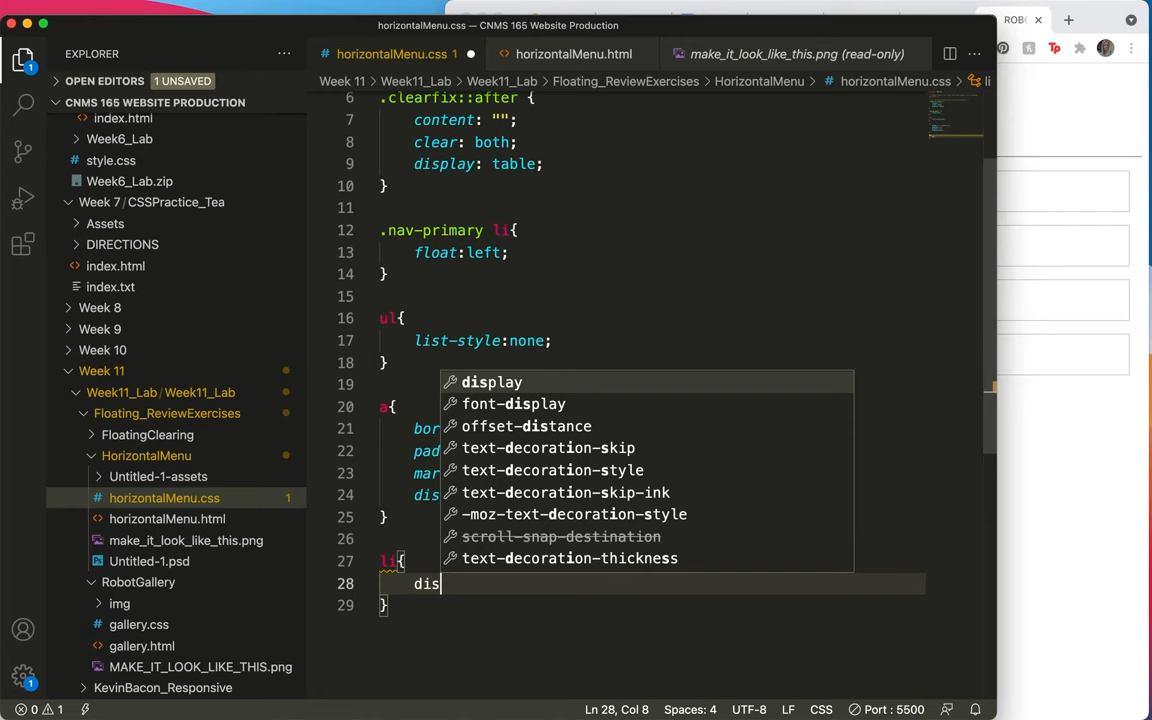 horizontalMenu.css — CNMS 165 Website Production
ROB
EXPLORER
horizontalMenu.css 1
horizontalMenu.html
make_it_look_like_this.png (read-only)
OPEN EDITORS 1 UNSAVED
Week 11 > Week11_Lab > Week11_Lab > Floating_ReviewExercises > HorizontalMenu > # horizontalMenu.css > li
CNMS 165 WEBSITE PRODUCTION
index.html
Week6_Lab
style.css
Week6_Lab.zip
Week 7 / CSSPractice_Tea
Assets
DIRECTIONS
index.html
index.txt
Week 8
Week 9
Week 10
Week 11
Week11_Lab / Week11_Lab
Floating_ReviewExercises
FloatingClearing
HorizontalMenu
Untitled-1-assets
horizontalMenu.css 1
horizontalMenu.html
make_it_look_like_this.png
Untitled-1.psd
RobotGallery
img
gallery.css
gallery.html
MAKE_IT_LOOK_LIKE_THIS.png
KevinBacon_Responsive
6 .clearfix::after {
7 content: "";
8 clear: both;
9 display: table;
10 }
11
12 .nav-primary li{
13 float:left;
14 }
15
16 ul{
17 list-style:none;
18 }
19
20 a{
21 bor
22 pad
23 mar
24 dis
25 }
26
27 li{
28 dis
29 }
display
font-display
offset-distance
text-decoration-skip
text-decoration-style
text-decoration-skip-ink
-moz-text-decoration-style
scroll-snap-destination
text-decoration-thickness
1
1
0 1
Ln 28, Col 8
Spaces: 4
UTF-8
LF
CSS
Port : 5500